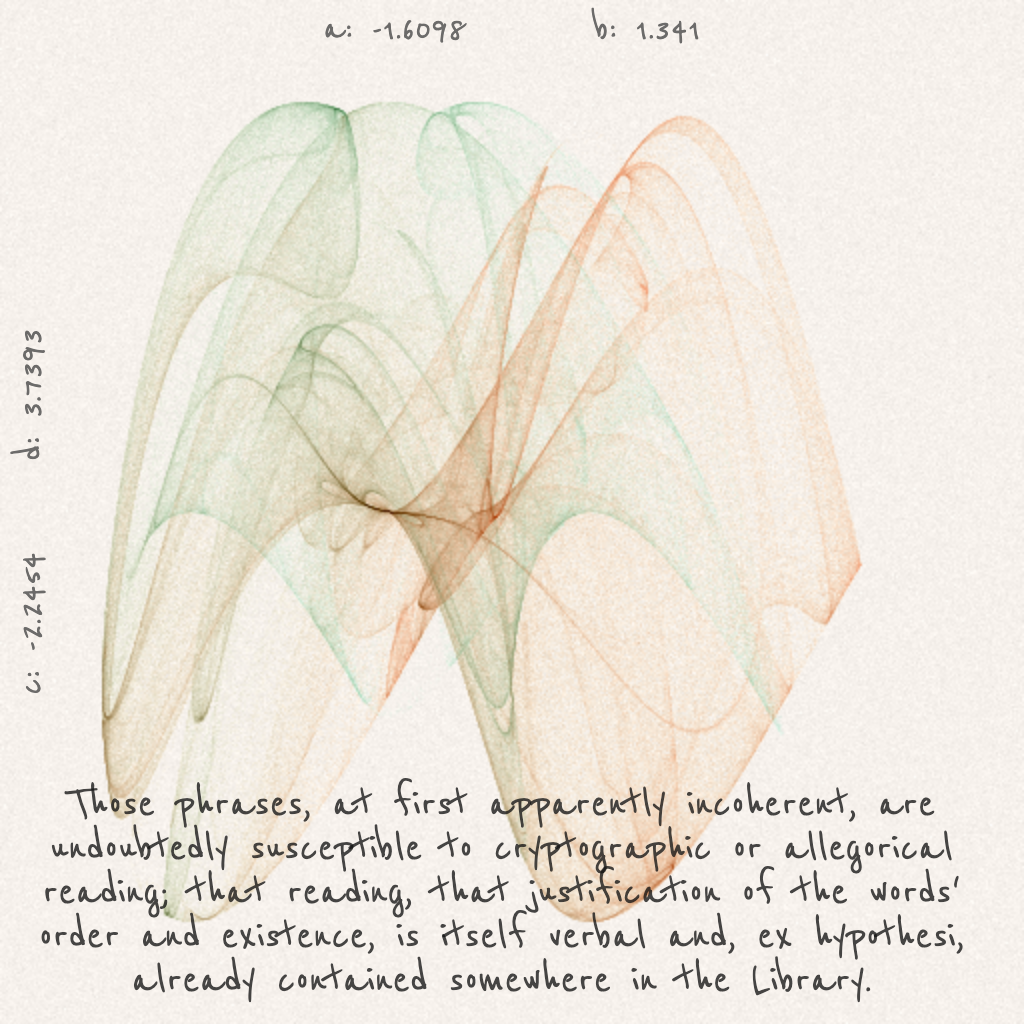 a: -1.6098 b: 1.341
d: 3.7393
c: -2.2454
Those phrases, at first apparently incoherent, are
undoubtedly susceptible to cryptographic or allegorical
reading; that reading, that justification of the words'
order and existence, is itself verbal and, ex hypothesi,
already contained somewhere in the Library.